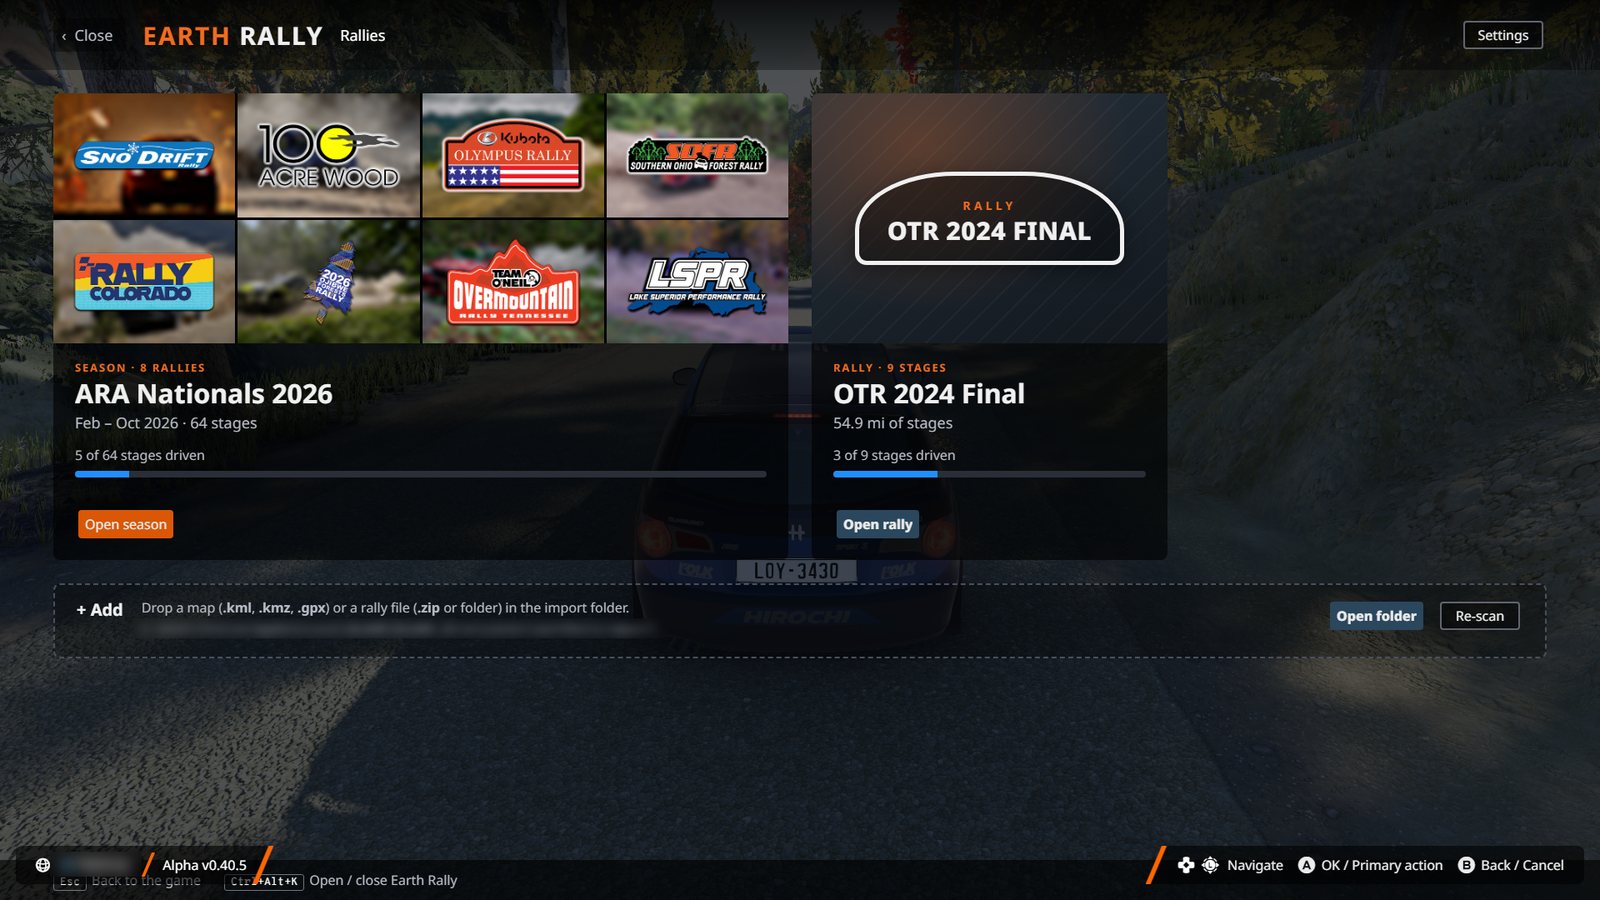 ‹ Close
EARTH RALLY
Rallies
Settings
SNO*DRIFT
Rally
100
ACRE WOOD
Kubota
OLYMPUS RALLY
SOFR
SOUTHERN OHIO FOREST RALLY
RALLY
COLORADO
2026
RALLY
TEAM
O'NEIL
OVERMOUNTAIN
RALLY TENNESSEE
LSPR
LAKE SUPERIOR PERFORMANCE RALLY
RALLY
OTR 2024 FINAL
SEASON · 8 RALLIES
ARA Nationals 2026
Feb – Oct 2026 · 64 stages
5 of 64 stages driven
Open season
RALLY · 9 STAGES
OTR 2024 Final
54.9 mi of stages
3 of 9 stages driven
Open rally
LOY-3430
HIROCHI
+ Add
Drop a map (.kml, .kmz, .gpx) or a rally file (.zip or folder) in the import folder.
Open folder
Re-scan
Alpha v0.40.5
Navigate
A OK / Primary action
B Back / Cancel
Esc Back to the game
Ctrl+Alt+K Open / close Earth Rally